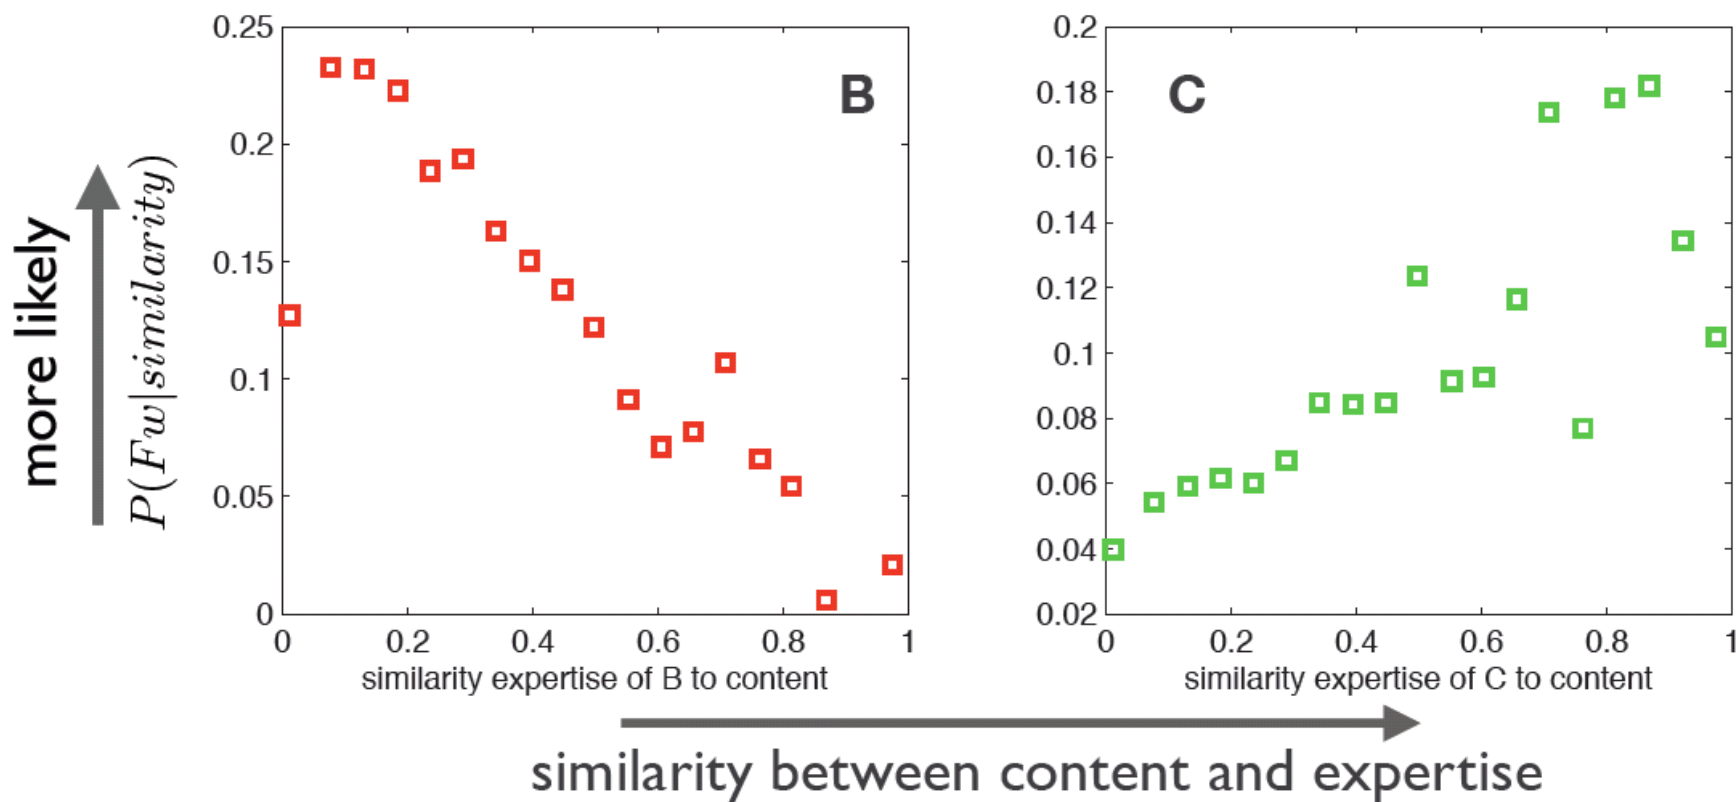 more likely
P(Fw|similarity)
0.25
0.2
0.15
0.1
0.05
0
B
0 0.2 0.4 0.6 0.8 1
similarity expertise of B to content
0.2
0.18
0.16
0.14
0.12
0.1
0.08
0.06
0.04
0.02
C
0 0.2 0.4 0.6 0.8 1
similarity expertise of C to content
similarity between content and expertise